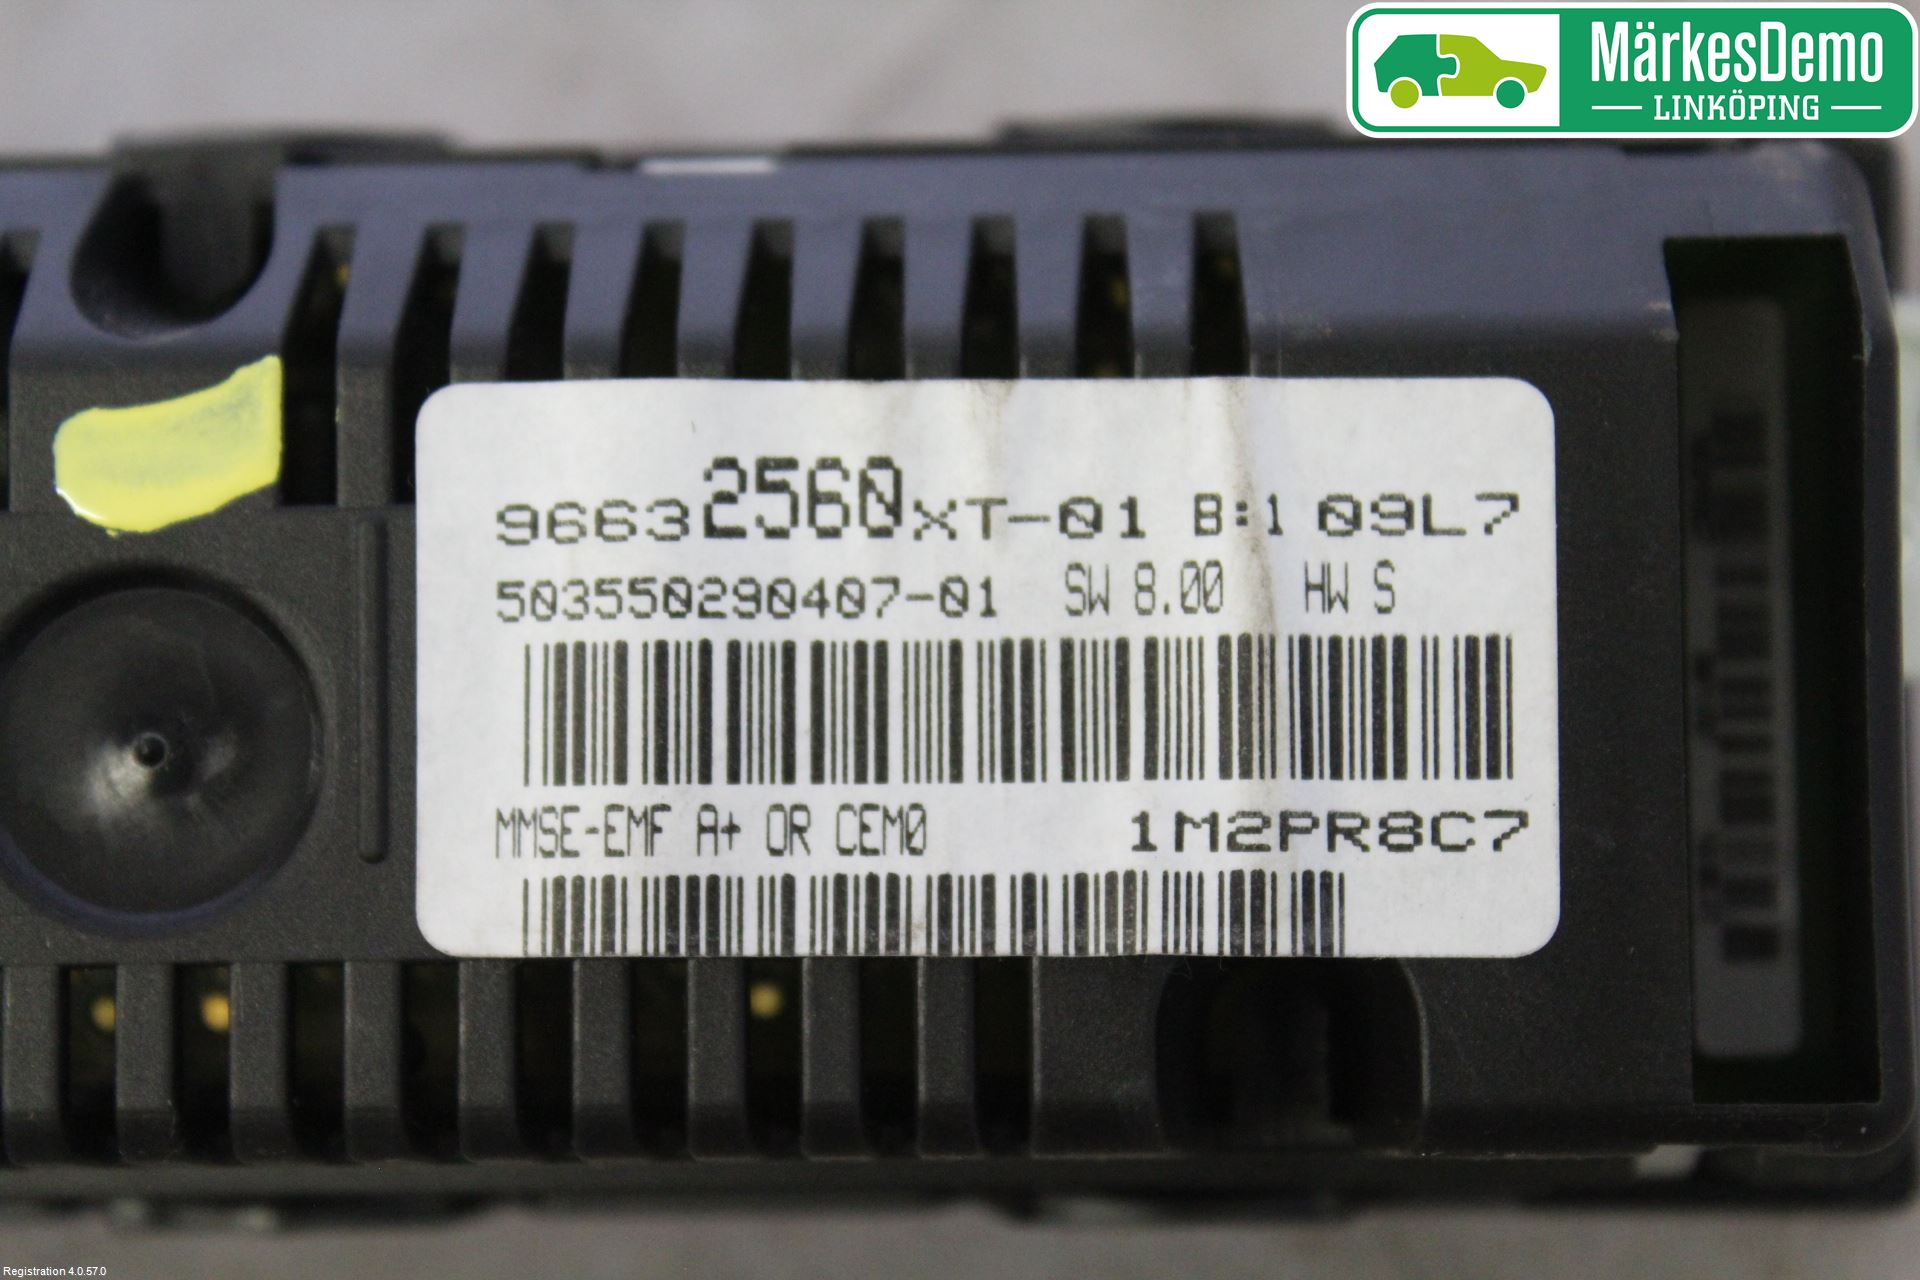 MärkesDemo
LINKÖPING
96632560XT-01 B:1 09L7
503550290407-01 SW 8.00 HW S
MMSE-EMF A+ OR CEM0 1M2PR8C7
Registration 4.0.57.0